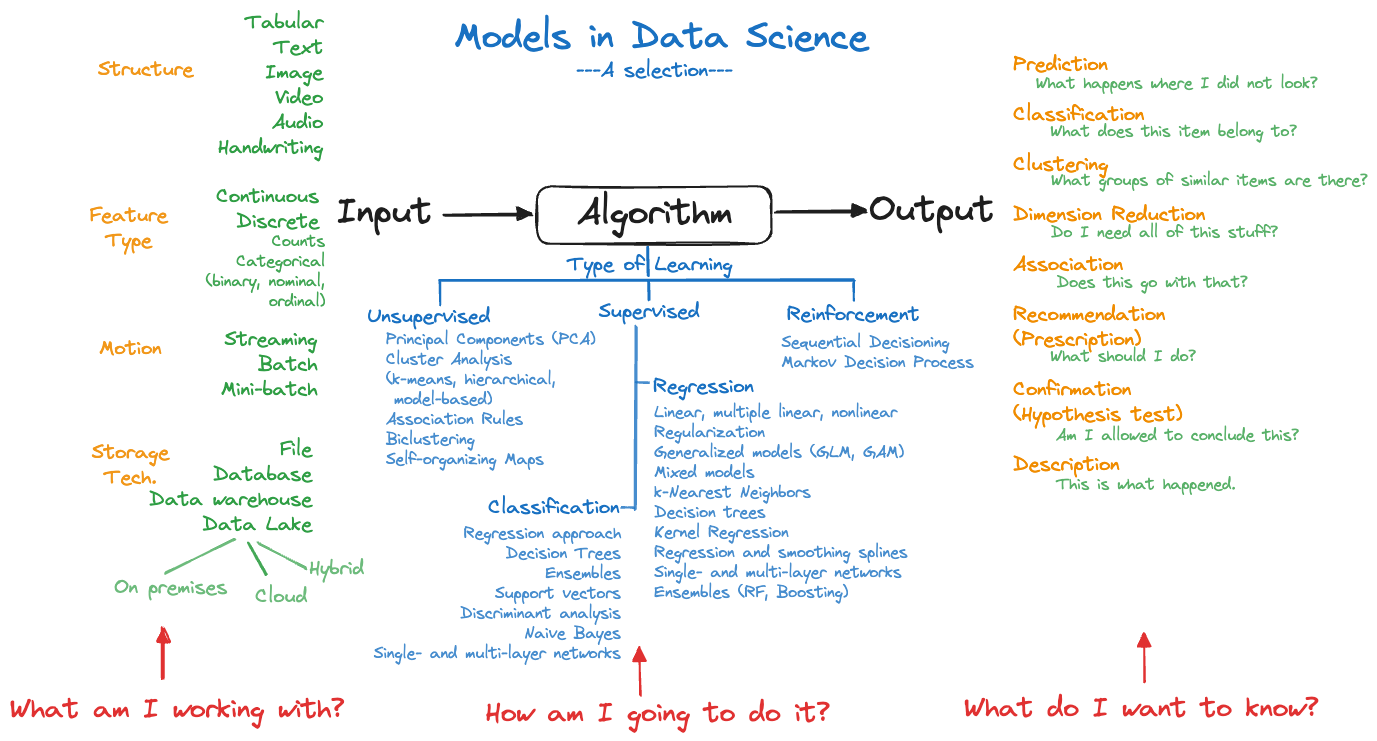 Models in Data Science
---A selection---
Structure
Tabular
Text
Image
Video
Audio
Handwriting
Feature
Type
Continuous
Discrete
Counts
Categorical
(binary, nominal,
ordinal)
Motion
Streaming
Batch
Mini-batch
Storage
Tech.
File
Database
Data warehouse
Data Lake
On premises
Cloud
Hybrid
What am I working with?
Input
Algorithm
Output
Type of Learning
Unsupervised
Principal Components (PCA)
Cluster Analysis
(k-means, hierarchical,
model-based)
Association Rules
Biclustering
Self-organizing Maps
Supervised
Regression
Linear, multiple linear, nonlinear
Regularization
Generalized models (GLM, GAM)
Mixed models
k-Nearest Neighbors
Decision trees
Kernel Regression
Regression and smoothing splines
Single- and multi-layer networks
Ensembles (RF, Boosting)
Classification
Regression approach
Decision Trees
Ensembles
Support vectors
Discriminant analysis
Naive Bayes
Single- and multi-layer networks
Reinforcement
Sequential Decisioning
Markov Decision Process
How am I going to do it?
Prediction
What happens where I did not look?
Classification
What does this item belong to?
Clustering
What groups of similar items are there?
Dimension Reduction
Do I need all of this stuff?
Association
Does this go with that?
Recommendation
(Prescription)
What should I do?
Confirmation
(Hypothesis test)
Am I allowed to conclude this?
Description
This is what happened.
What do I want to know?